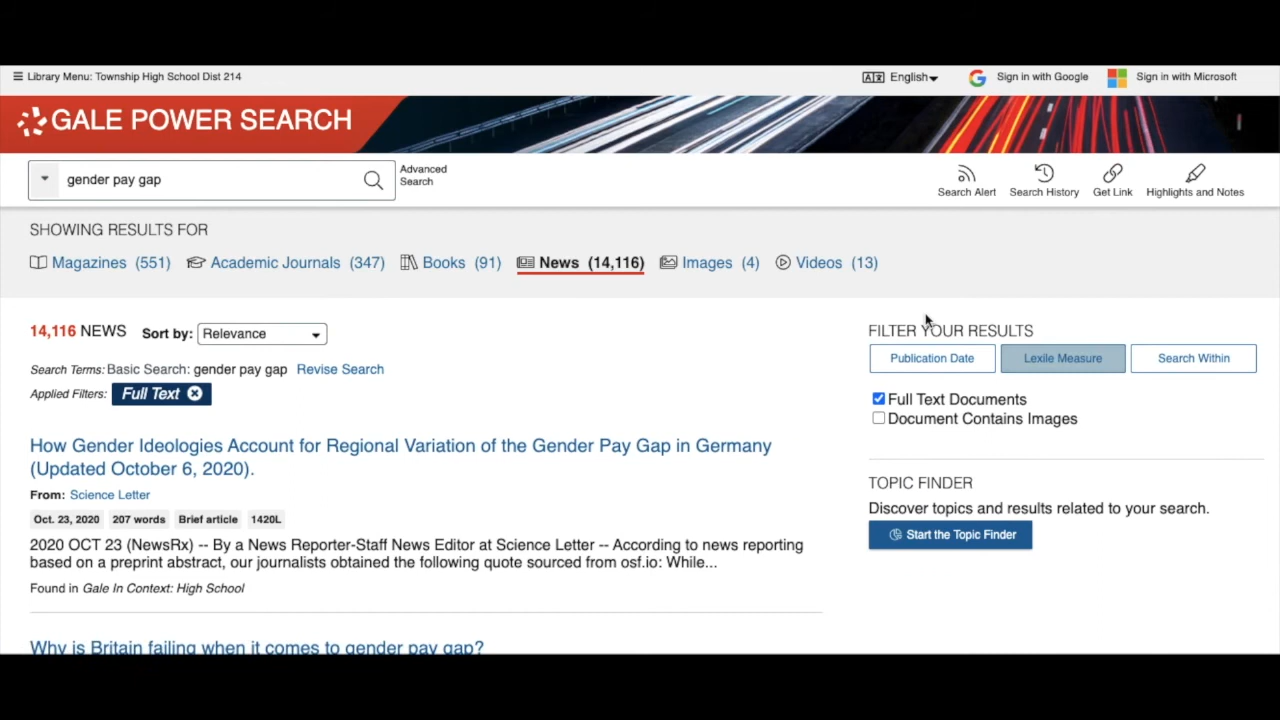 Library Menu: Township High School Dist 214
English
Sign in with Google
Sign in with Microsoft
GALE POWER SEARCH
gender pay gap
Advanced
Search
Search Alert
Search History
Get Link
Highlights and Notes
SHOWING RESULTS FOR
Magazines (551)
Academic Journals (347)
Books (91)
News (14,116)
Images (4)
Videos (13)
14,116 NEWS
Sort by: Relevance
Search Terms: Basic Search: gender pay gap Revise Search
Applied Filters: Full Text
How Gender Ideologies Account for Regional Variation of the Gender Pay Gap in Germany
(Updated October 6, 2020).
From: Science Letter
Oct. 23, 2020 207 words Brief article 1420L
2020 OCT 23 (NewsRx) -- By a News Reporter-Staff News Editor at Science Letter -- According to news reporting
based on a preprint abstract, our journalists obtained the following quote sourced from osf.io: While...
Found in Gale In Context: High School
Why is Britain failing when it comes to gender pay gap?
FILTER YOUR RESULTS
Publication Date
Lexile Measure
Search Within
Full Text Documents
Document Contains Images
TOPIC FINDER
Discover topics and results related to your search.
Start the Topic Finder